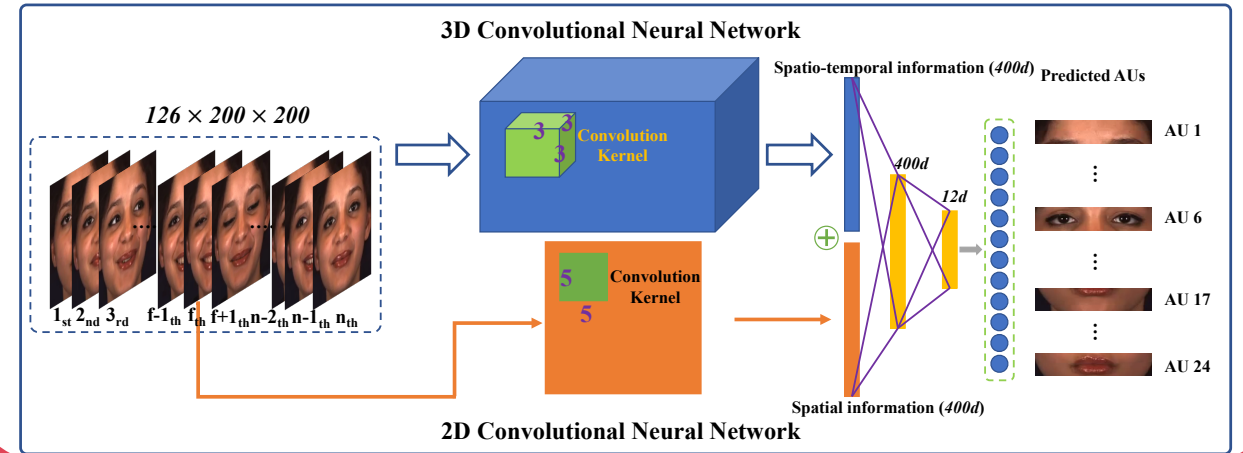 3D Convolutional Neural Network
126 × 200 × 200
1st 2nd 3rd f-1th fth f+1th n-2th n-1th nth
3 3
3
Convolution
Kernel
5
5
Convolution
Kernel
Spatio-temporal information (400d)
400d
12d
Spatial information (400d)
Predicted AUs
AU 1
AU 6
AU 17
AU 24
2D Convolutional Neural Network